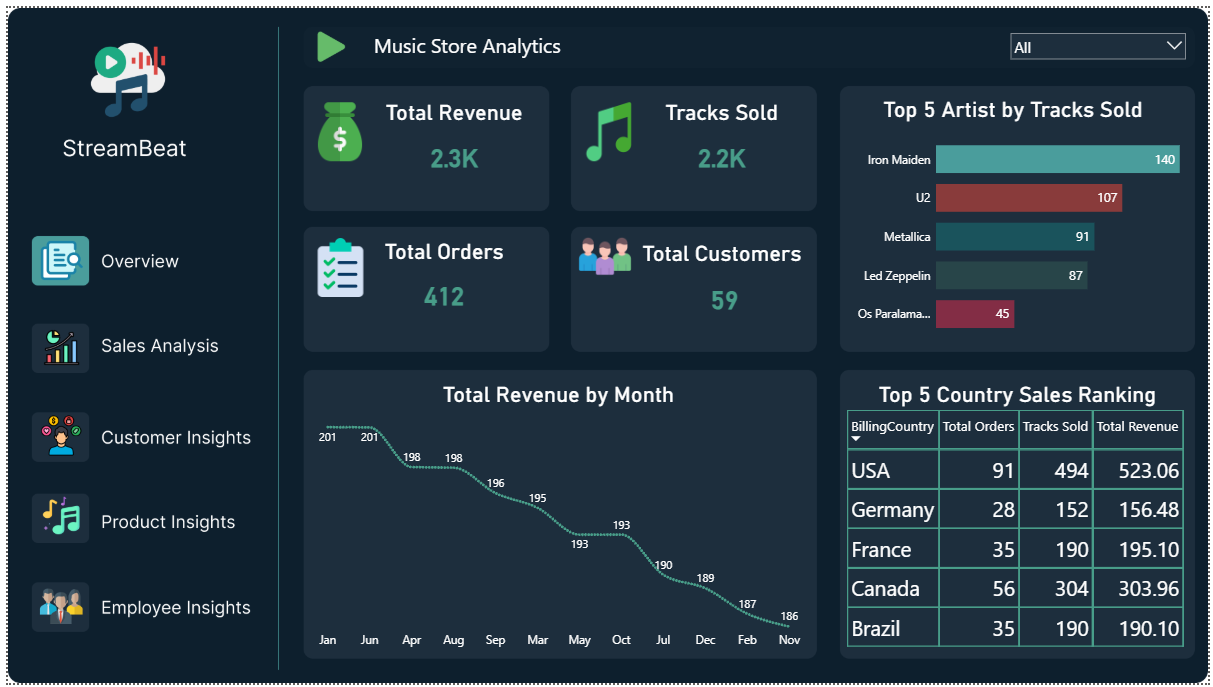 StreamBeat
Overview
Sales Analysis
Customer Insights
Product Insights
Employee Insights
Music Store Analytics
All
Total Revenue
2.3K
Tracks Sold
2.2K
Total Orders
412
Total Customers
59
Top 5 Artist by Tracks Sold
Iron Maiden 140
U2 107
Metallica 91
Led Zeppelin 87
Os Paralama... 45
Total Revenue by Month
201 201 198 198 196 195 193 193 190 189 187 186
Jan Jun Apr Aug Sep Mar May Oct Jul Dec Feb Nov
Top 5 Country Sales Ranking
BillingCountry Total Orders Tracks Sold Total Revenue
USA 91 494 523.06
Germany 28 152 156.48
France 35 190 195.10
Canada 56 304 303.96
Brazil 35 190 190.10
$